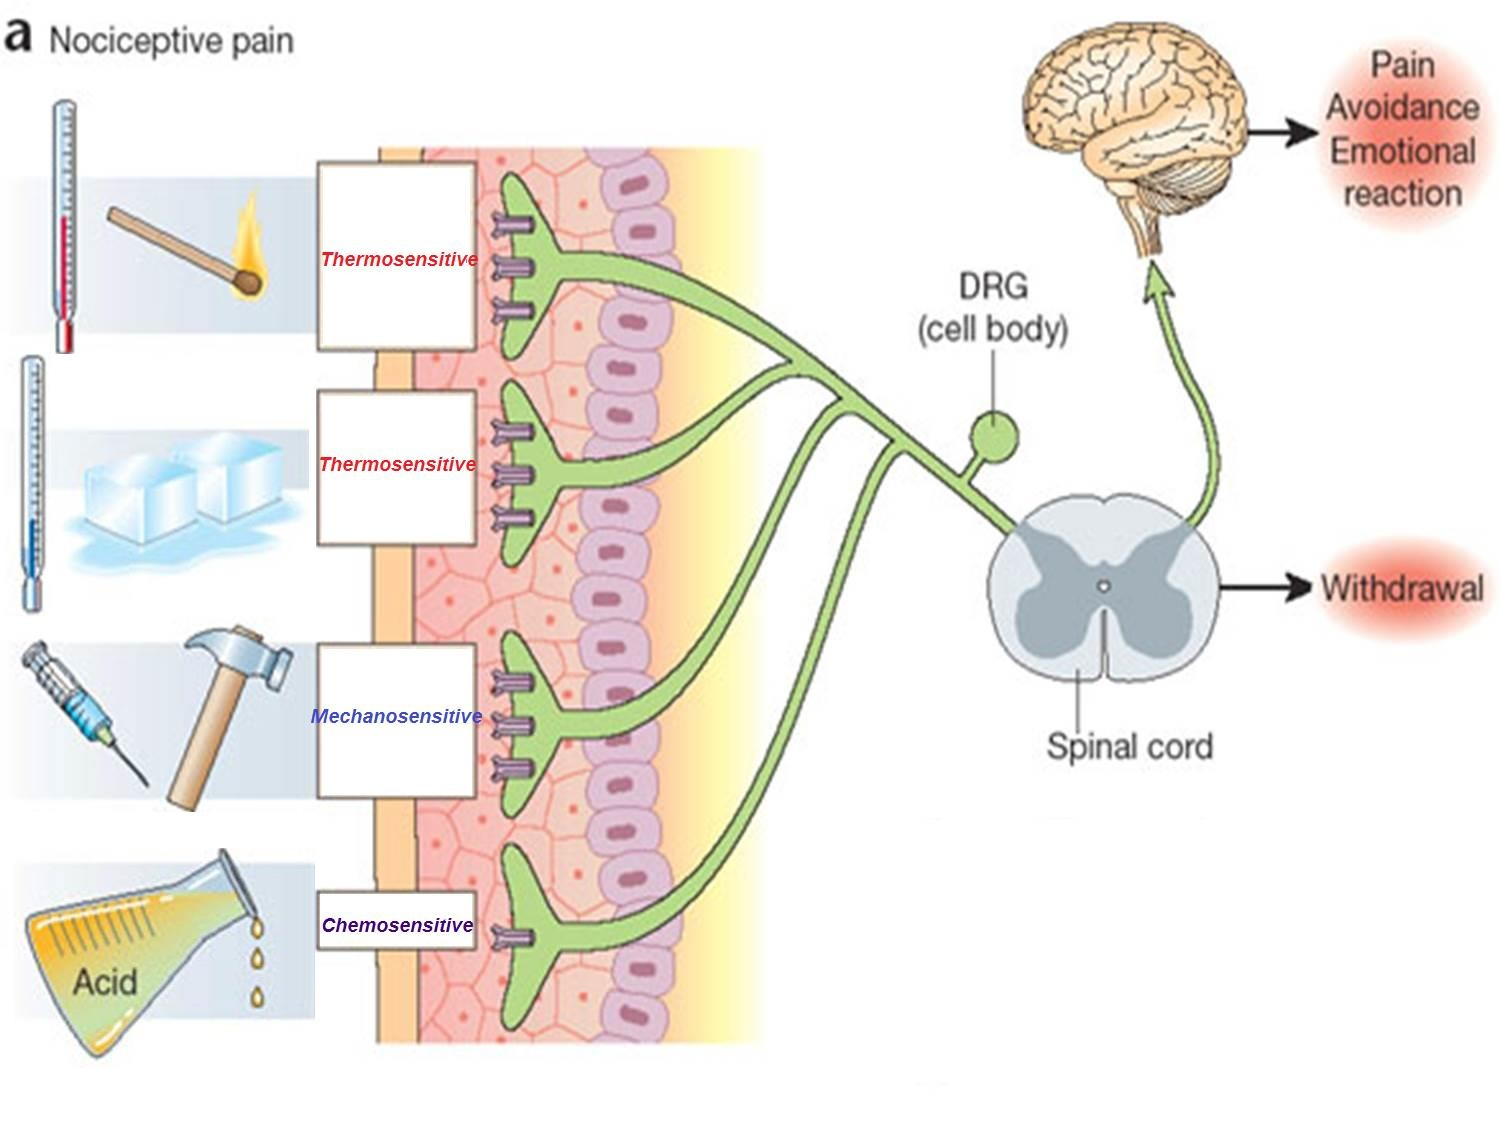 a Nociceptive pain
Thermosensitive
Thermosensitive
Mechanosensitive
Chemosensitive
Acid
DRG
(cell body)
Spinal cord
Pain
Avoidance
Emotional
reaction
Withdrawal